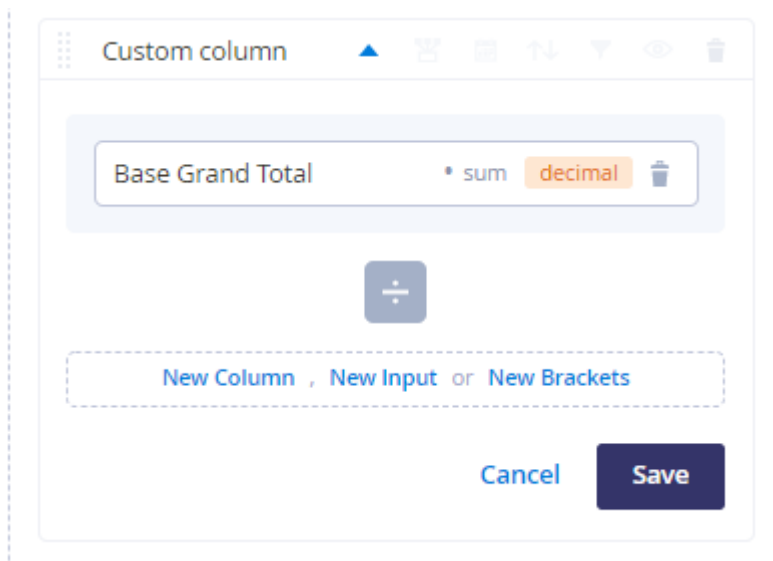 Custom column
Base Grand Total • sum decimal
÷
New Column , New Input or New Brackets
Cancel Save